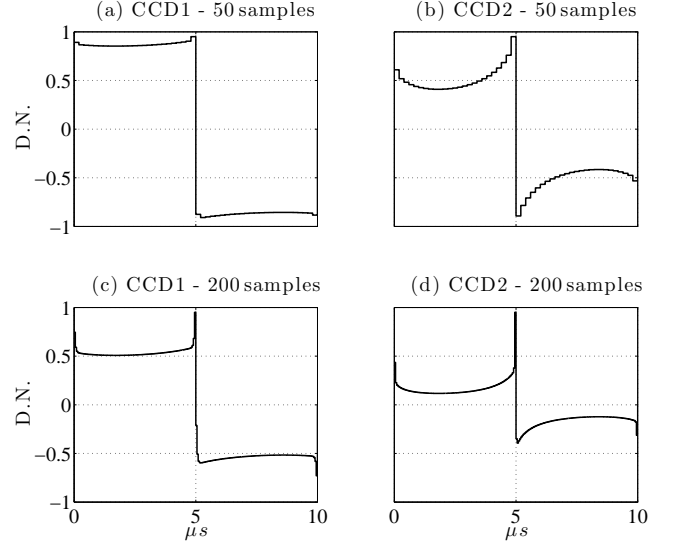 (a) CCD1 - 50 samples
(b) CCD2 - 50 samples
D.N.
1
0.5
0
−0.5
−1
(c) CCD1 - 200 samples
(d) CCD2 - 200 samples
D.N.
1
0.5
0
−0.5
−1
0 5 10
μs
0 5 10
μs